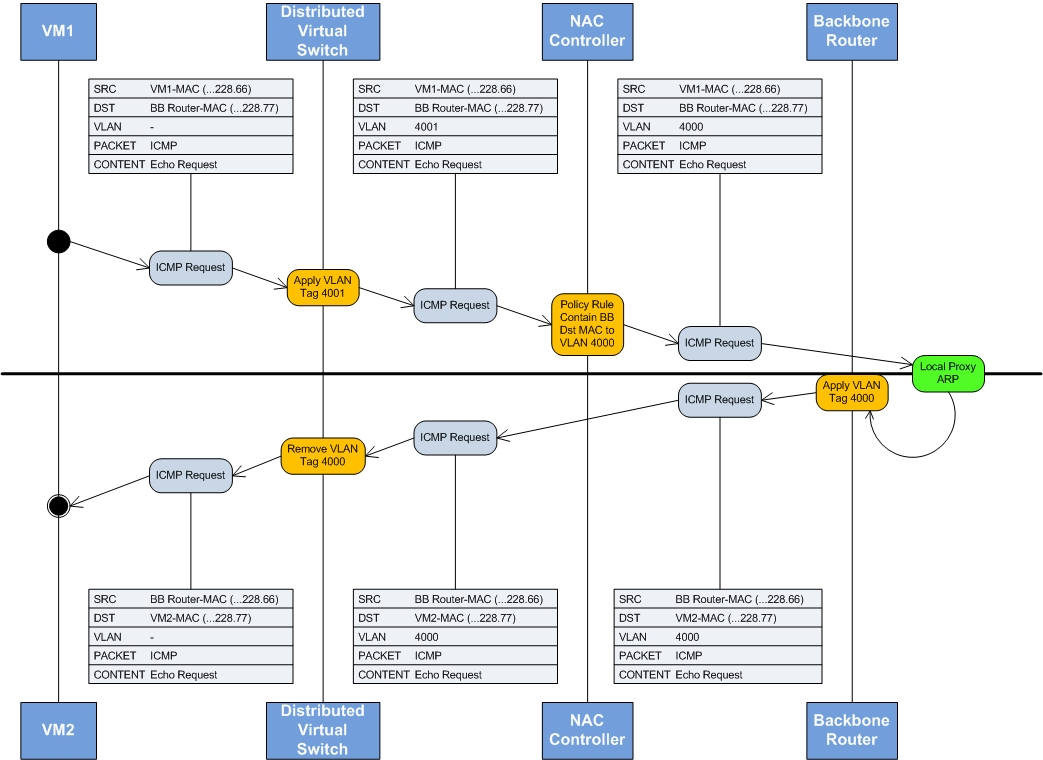 VM1
Distributed
Virtual
Switch
NAC
Controller
Backbone
Router
SRC VM1-MAC (...228.66)
DST BB Router-MAC (...228.77)
VLAN -
PACKET ICMP
CONTENT Echo Request
SRC VM1-MAC (...228.66)
DST BB Router-MAC (...228.77)
VLAN 4001
PACKET ICMP
CONTENT Echo Request
SRC VM1-MAC (...228.66)
DST BB Router-MAC (...228.77)
VLAN 4000
PACKET ICMP
CONTENT Echo Request
ICMP Request
Apply VLAN
Tag 4001
ICMP Request
Policy Rule
Contain BB
Dst MAC to
VLAN 4000
ICMP Request
Local Proxy
ARP
Apply VLAN
Tag 4000
ICMP Request
ICMP Request
Remove VLAN
Tag 4000
ICMP Request
SRC BB Router-MAC (...228.66)
DST VM2-MAC (...228.77)
VLAN -
PACKET ICMP
CONTENT Echo Request
SRC BB Router-MAC (...228.66)
DST VM2-MAC (...228.77)
VLAN 4000
PACKET ICMP
CONTENT Echo Request
SRC BB Router-MAC (...228.66)
DST VM2-MAC (...228.77)
VLAN 4000
PACKET ICMP
CONTENT Echo Request
VM2
Distributed
Virtual
Switch
NAC
Controller
Backbone
Router